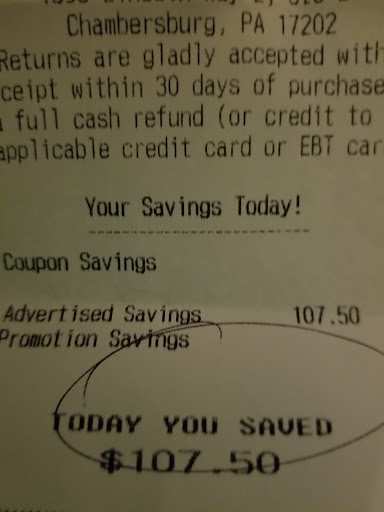 Chambersburg, PA 17202
Returns are gladly accepted with
ceipt within 30 days of purchase
full cash refund (or credit to
applicable credit card or EBT car
Your Savings Today!
Coupon Savings
Advertised Savings 107.50
Promotion Savings
TODAY YOU SAVED
$107.50